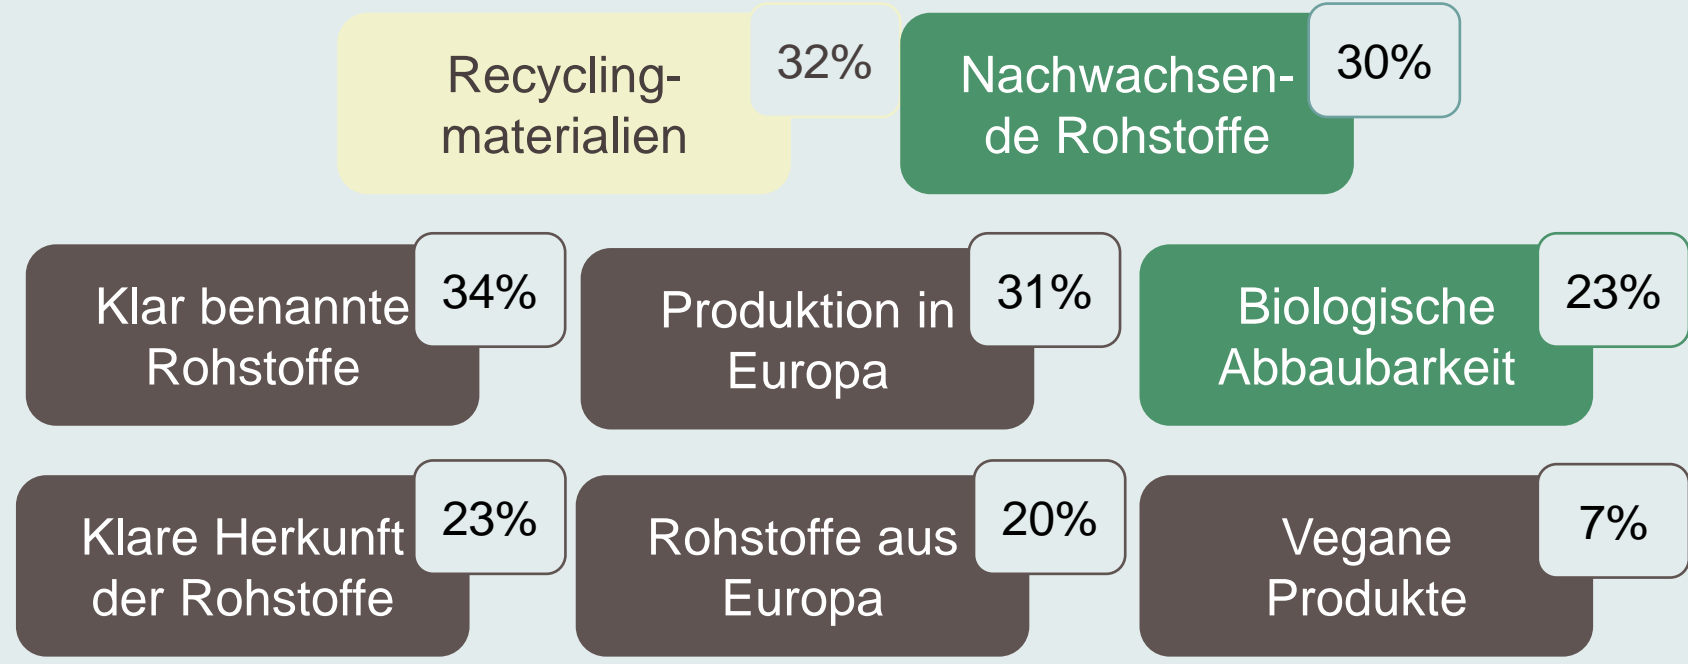 Recycling-
materialien
32%
Nachwachsen-
de Rohstoffe
30%
Klar benannte
Rohstoffe
34%
Produktion in
Europa
31%
Biologische
Abbaubarkeit
23%
Klare Herkunft
der Rohstoffe
23%
Rohstoffe aus
Europa
20%
Vegane
Produkte
7%